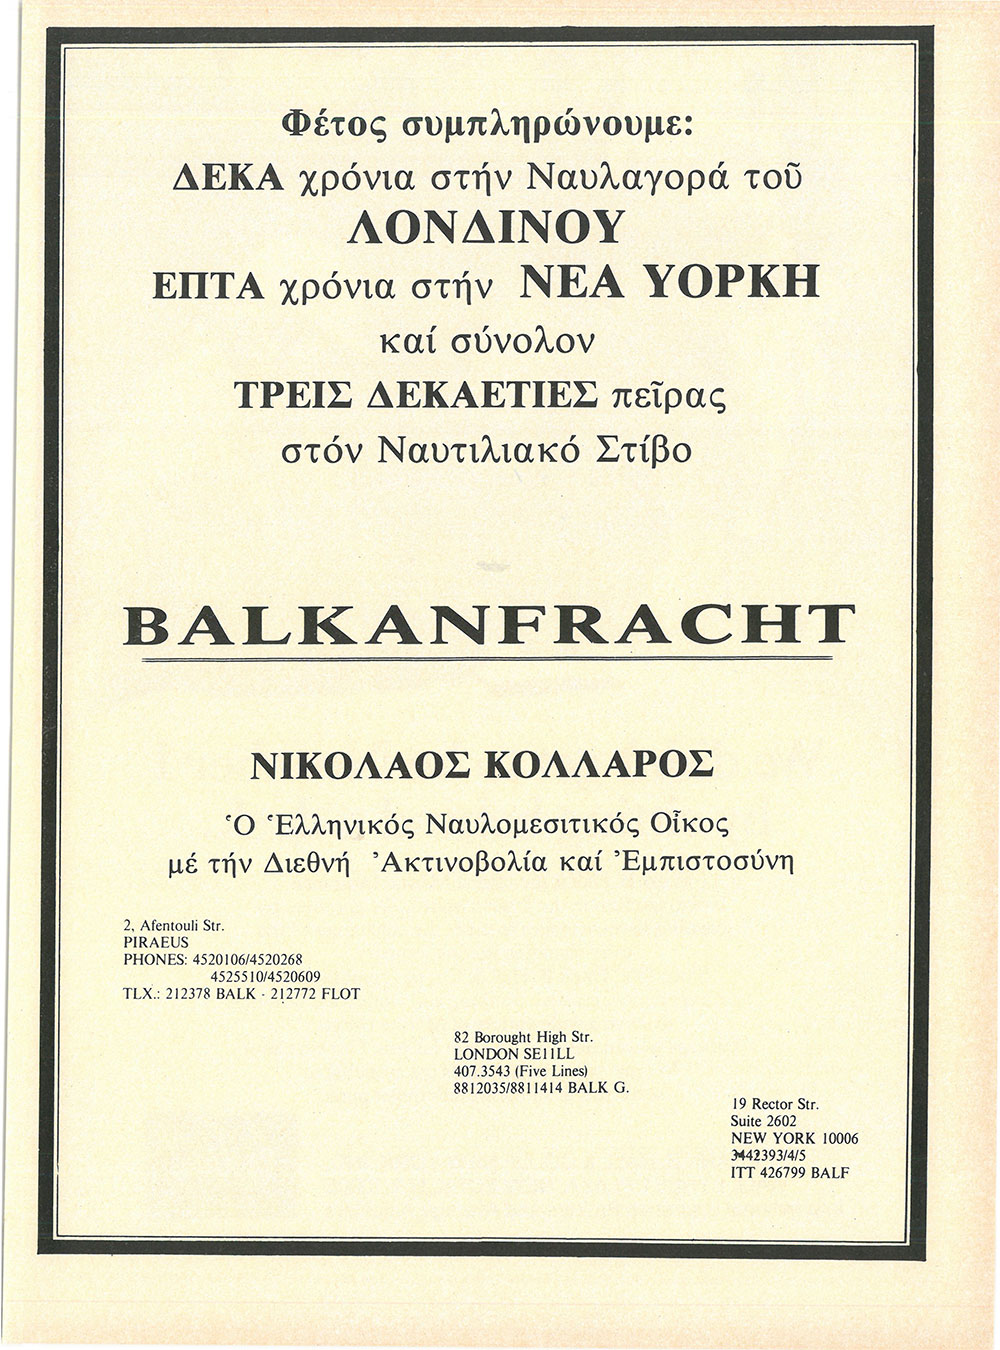 Φέτος συμπληρώνουμε:
ΔΕΚΑ χρόνια στήν Ναυλαγορά τοῦ
ΛΟΝΔΙΝΟΥ
ΕΠΤΑ χρόνια στήν ΝΕΑ ΥΟΡΚΗ
καί σύνολον
ΤΡΕΙΣ ΔΕΚΑΕΤΙΕΣ πεῖρας
στόν Ναυτιλιακό Στίβο
BALKANFRACHT
ΝΙΚΟΛΑΟΣ ΚΟΛΛΑΡΟΣ
Ὁ Ἑλληνικός Ναυλομεσιτικός Οἶκος
μέ τήν Διεθνή Ἀκτινοβολία καί Ἐμπιστοσύνη
2, Afentouli Str.
PIRAEUS
PHONES: 4520106/4520268
4525510/4520609
TLX.: 212378 BALK - 212772 FLOT
82 Borought High Str.
LONDON SE11LL
407.3543 (Five Lines)
8812035/8811414 BALK G.
19 Rector Str.
Suite 2602
NEW YORK 10006
ITT 426799 BALF